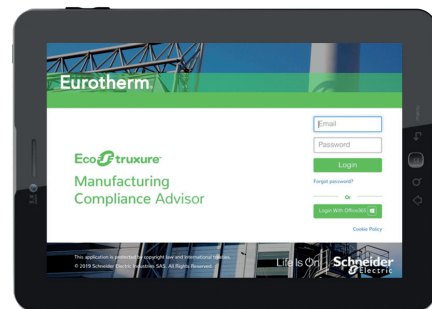 Eurotherm
Email
Password
EcoStruxure
Login
Manufacturing
Compliance Advisor
Forgot password?
Or
Login With Office365
Cookie Policy
This application is protected by copyright law and international treaties.
© 2019 Schneider Electric Industries SAS. All Rights Reserved
Life Is On
Schneider
Electric